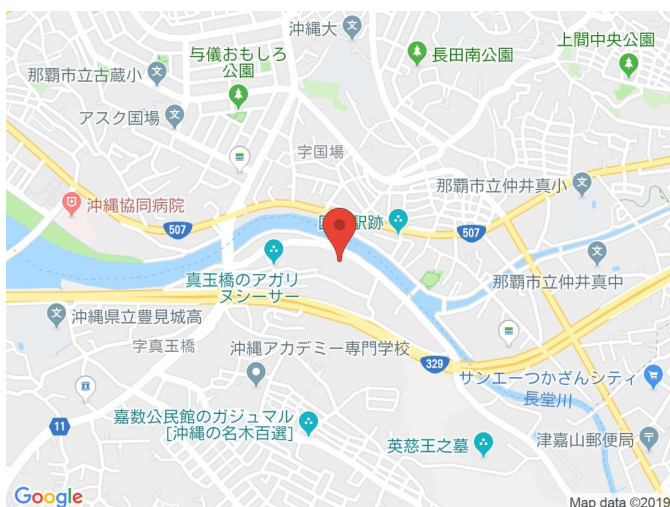 沖縄大
与儀おもしろ
公園
長田南公園
上間中央公園
那覇市立古蔵小
アスク国場
字国場
那覇市立仲井真小
沖縄協同病院
507
駅跡
507
真玉橋のアガリ
ヌシーサー
那覇市立仲井真中
沖縄県立豊見城高
字真玉橋
沖縄アカデミー専門学校
329
サンエーつかざんシティ
長堂川
11
嘉数公民館のガジュマル
[沖縄の名木百選]
英慈王之墓
津嘉山郵便局
Google
Map data ©2019